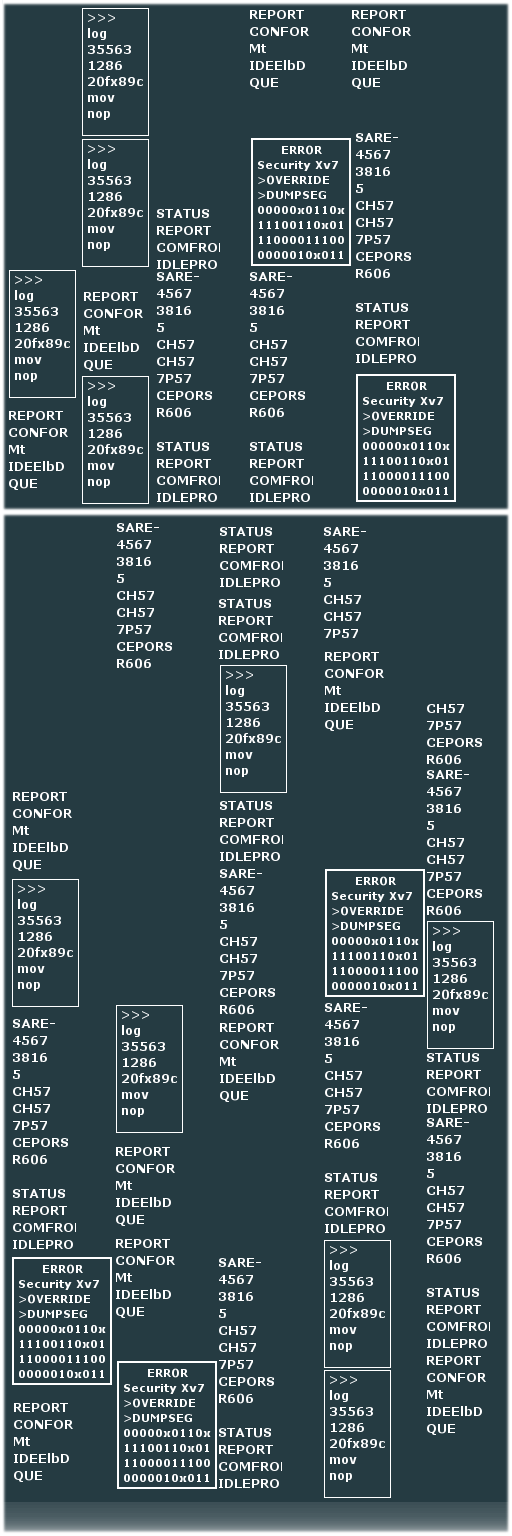 >>>
log
35563
1286
20fx89c
mov
nop
REPORT
CONFOR
Mt
IDEElbD
QUE
>>>
log
35563
1286
20fx89c
mov
nop
>>>
log
35563
1286
20fx89c
mov
nop
REPORT
CONFOR
Mt
IDEElbD
QUE
>>>
log
35563
1286
20fx89c
mov
nop
STATUS
REPORT
COMFROI
IDLEPRO
SARE-
4567
3816
5
CH57
CH57
7P57
CEPORS
R606
STATUS
REPORT
COMFROI
IDLEPRO
REPORT
CONFOR
Mt
IDEElbD
QUE
ERROR
Security Xv7
>OVERRIDE
>DUMPSEG
00000x0110x
11100110x01
11000011100
0000010x011
SARE-
4567
3816
5
CH57
CH57
7P57
CEPORS
R606
STATUS
REPORT
COMFROI
IDLEPRO
REPORT
CONFOR
Mt
IDEElbD
QUE
SARE-
4567
3816
5
CH57
CH57
7P57
CEPORS
R606
STATUS
REPORT
COMFROI
IDLEPRO
ERROR
Security Xv7
>OVERRIDE
>DUMPSEG
00000x0110x
11100110x01
11000011100
0000010x011
REPORT
CONFOR
Mt
IDEElbD
QUE
>>>
log
35563
1286
20fx89c
mov
nop
SARE-
4567
3816
5
CH57
CH57
7P57
CEPORS
R606
STATUS
REPORT
COMFROI
IDLEPRO
ERROR
Security Xv7
>OVERRIDE
>DUMPSEG
00000x0110x
11100110x01
11000011100
0000010x011
REPORT
CONFOR
Mt
IDEElbD
QUE
SARE-
4567
3816
5
CH57
CH57
7P57
CEPORS
R606
>>>
log
35563
1286
20fx89c
mov
nop
REPORT
CONFOR
Mt
IDEElbD
QUE
REPORT
CONFOR
Mt
IDEElbD
QUE
ERROR
Security Xv7
>OVERRIDE
>DUMPSEG
00000x0110x
11100110x01
11000011100
0000010x011
STATUS
REPORT
COMFROI
IDLEPRO
STATUS
REPORT
COMFROI
IDLEPRO
>>>
log
35563
1286
20fx89c
mov
nop
STATUS
REPORT
COMFROI
IDLEPRO
SARE-
4567
3816
5
CH57
CH57
7P57
CEPORS
R606
REPORT
CONFOR
Mt
IDEElbD
QUE
SARE-
4567
3816
5
CH57
CH57
7P57
CEPORS
R606
STATUS
REPORT
COMFROI
IDLEPRO
SARE-
4567
3816
5
CH57
CH57
7P57
REPORT
CONFOR
Mt
IDEElbD
QUE
ERROR
Security Xv7
>OVERRIDE
>DUMPSEG
00000x0110x
11100110x01
11000011100
0000010x011
SARE-
4567
3816
5
CH57
CH57
7P57
CEPORS
R606
STATUS
REPORT
COMFROI
IDLEPRO
>>>
log
35563
1286
20fx89c
mov
nop
>>>
log
35563
1286
20fx89c
mov
nop
CH57
7P57
CEPORS
R606
SARE-
4567
3816
5
CH57
CH57
7P57
CEPORS
R606
>>>
log
35563
1286
20fx89c
mov
nop
STATUS
REPORT
COMFROI
IDLEPRO
SARE-
4567
3816
5
CH57
CH57
7P57
CEPORS
R606
STATUS
REPORT
COMFROI
IDLEPRO
REPORT
CONFOR
Mt
IDEElbD
QUE